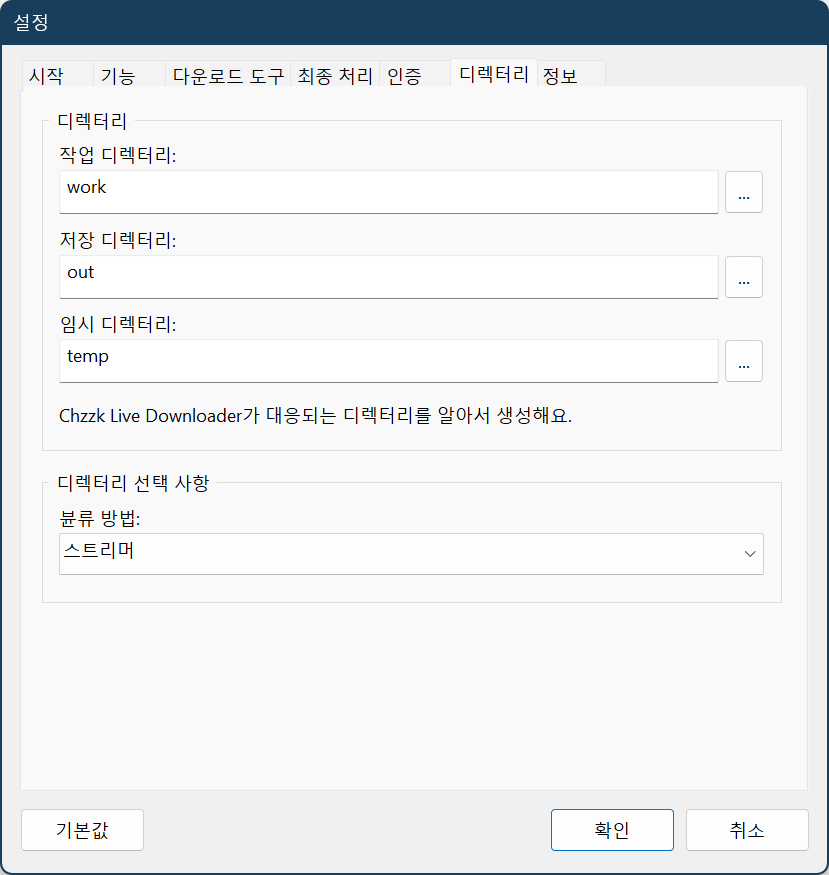 설정
시작 기능 다운로드 도구 최종 처리 인증 디렉터리 정보
디렉터리
작업 디렉터리:
work ...
저장 디렉터리:
out ...
임시 디렉터리:
temp ...
Chzzk Live Downloader가 대응되는 디렉터리를 알아서 생성해요.
디렉터리 선택 사항
뷴류 방법:
스트리머
기본값 확인 취소